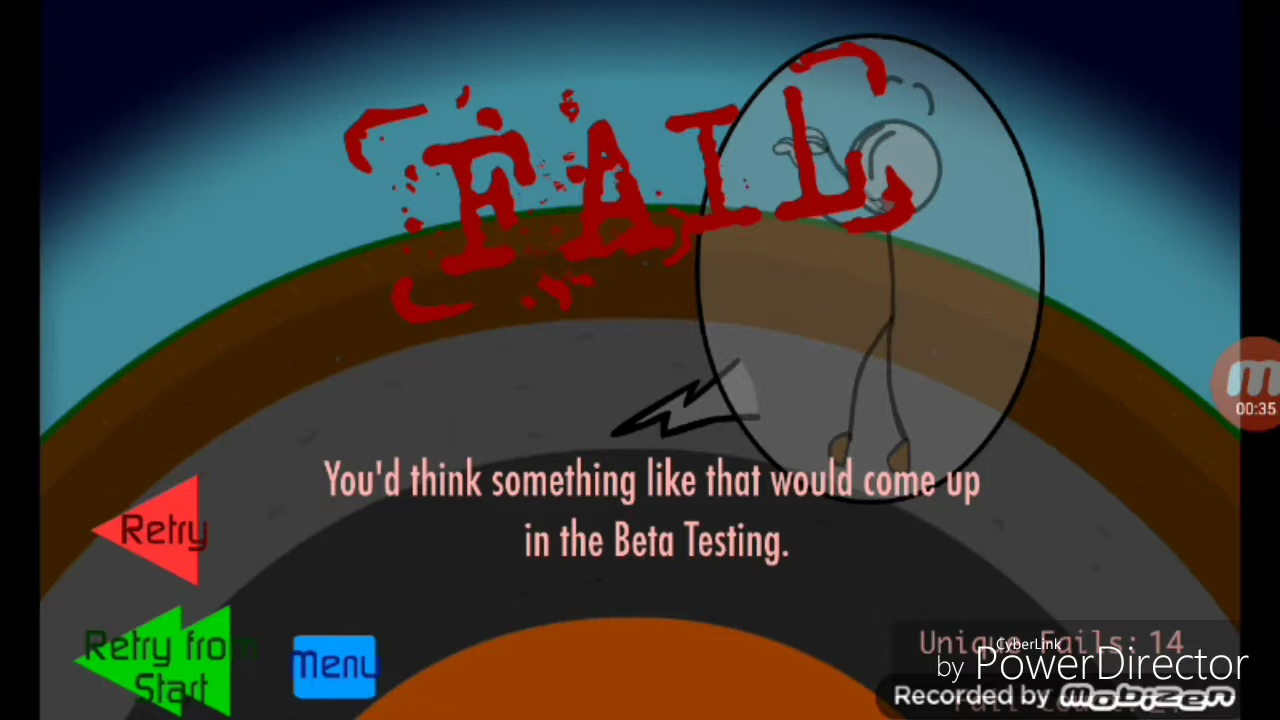 FAIL
00:35
You'd think something like that would come up
in the Beta Testing.
Retry
Retry from
Start
Menu
Unique Fails: 14
CyberLink
by PowerDirector
Recorded by mobizen